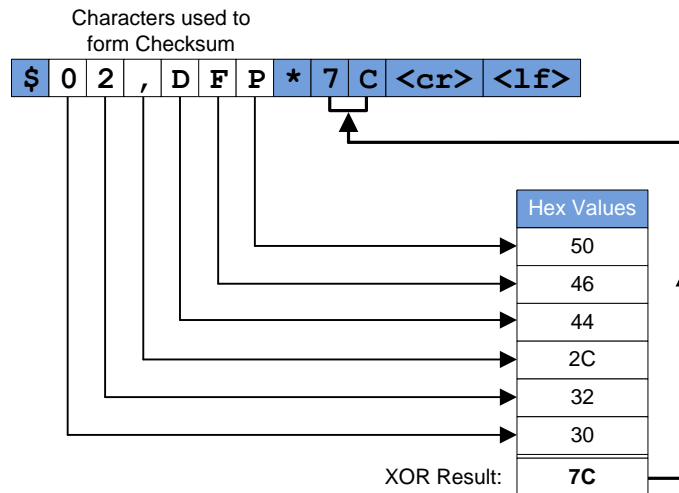 Characters used to
form Checksum
$ 0 2 , D F P * 7 C <cr> <lf>
Hex Values
50
46
44
2C
32
30
XOR Result: 7C